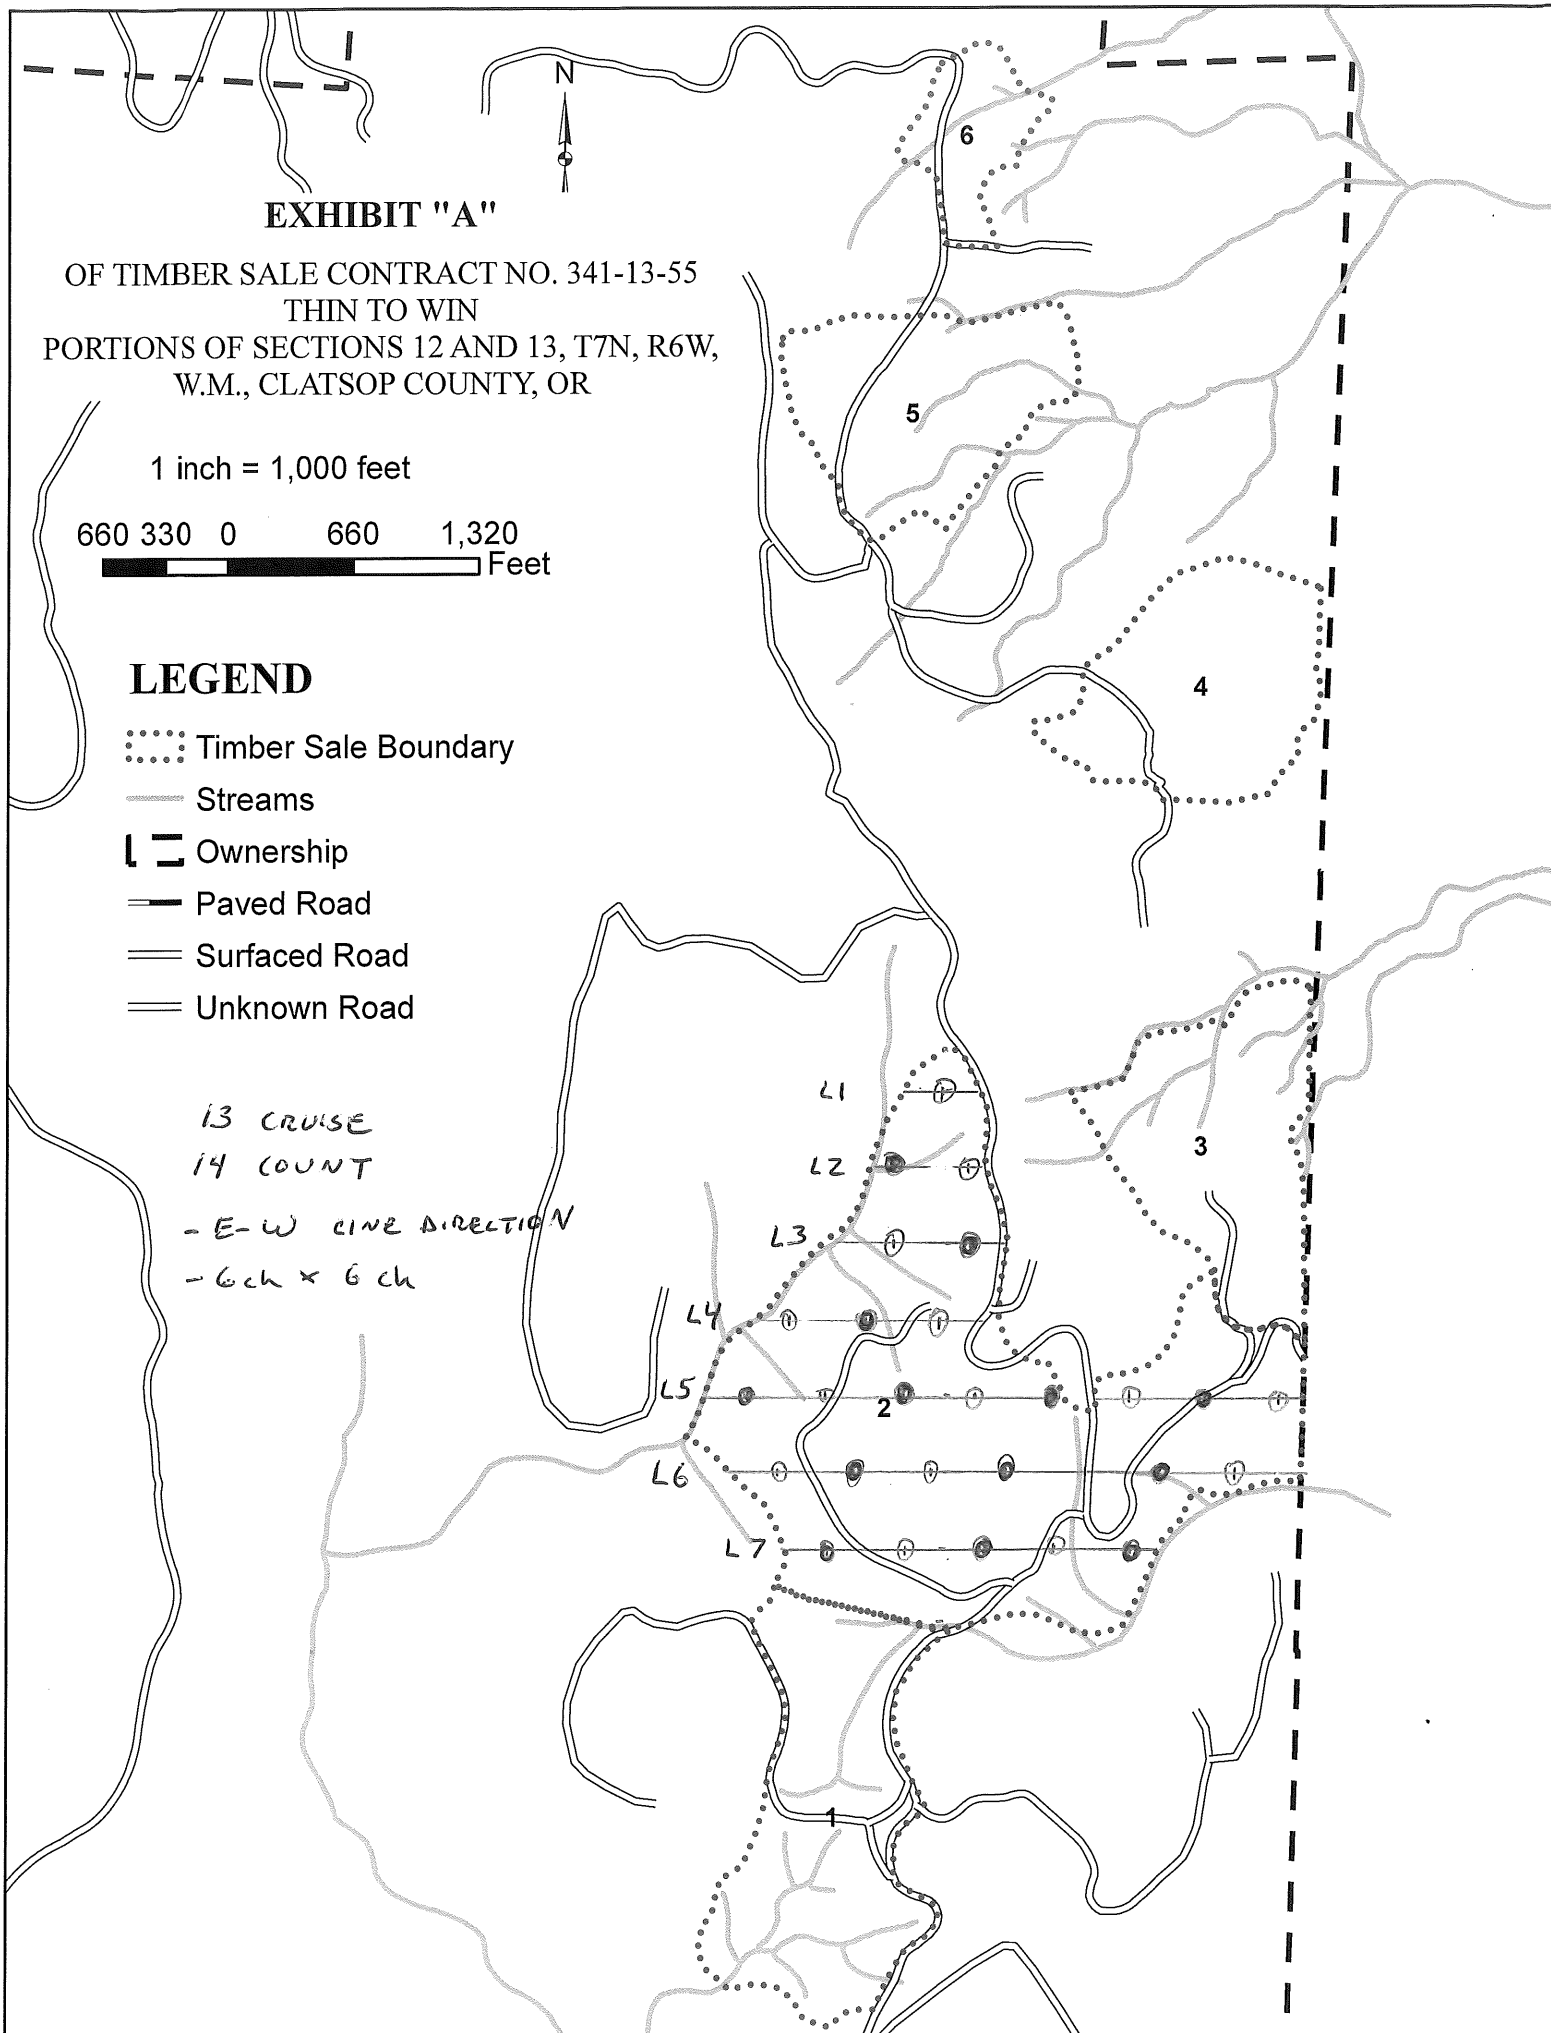 N
EXHIBIT "A"
OF TIMBER SALE CONTRACT NO. 341-13-55
THIN TO WIN
PORTIONS OF SECTIONS 12 AND 13, T7N, R6W,
W.M., CLATSOP COUNTY, OR
1 inch = 1,000 feet
660 330 0 660 1,320
Feet
LEGEND
Timber Sale Boundary
Streams
Ownership
Paved Road
Surfaced Road
Unknown Road
13 CRUISE
14 COUNT
- E-W LINE DIRECTION
- 6 ch x 6 ch
6
5
4
3
L1
L2
L3
L4
L5
2
L6
L7
1